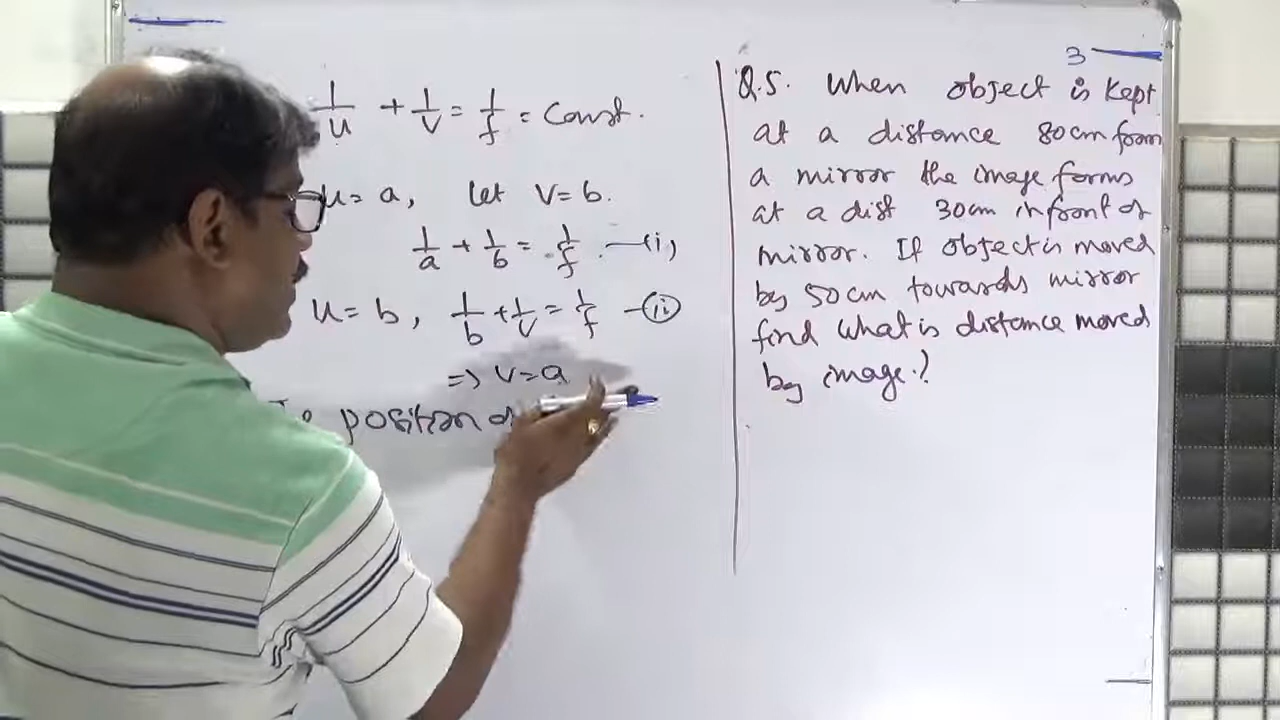 1/u + 1/v = 1/f = Const.
u = a, let v = b.
1/a + 1/b = 1/f. —(i)
u = b, 1/b + 1/v = 1/f —(ii)
=> v = a
position
3
Q.5. When object is kept
at a distance 80cm from
a mirror the image forms
at a dist 30cm in front of
mirror. If object is moved
by 50cm towards mirror
find what is distance moved
by image.?